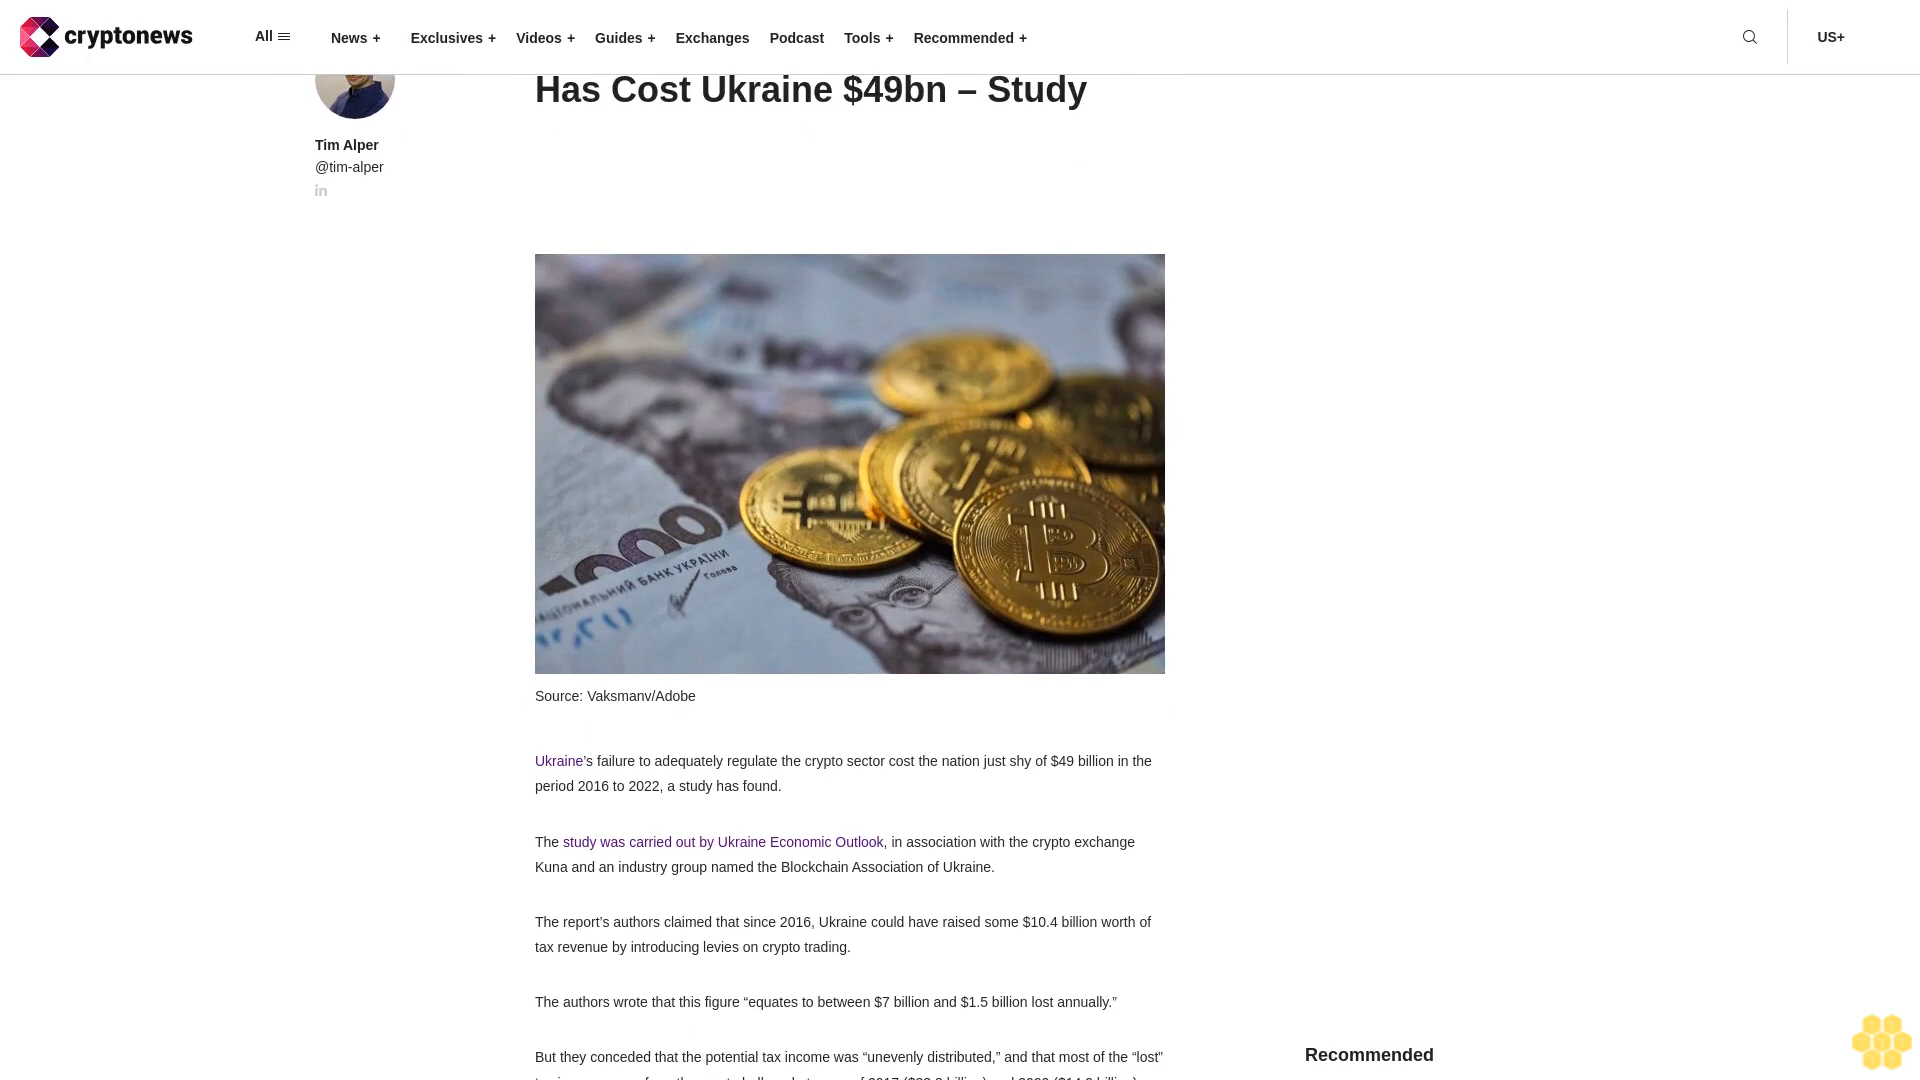 cryptonews
All
News +
Exclusives +
Videos +
Guides +
Exchanges
Podcast
Tools +
Recommended +
US+
Has Cost Ukraine $49bn – Study
Tim Alper
@tim-alper
in
1000
НАЦІОНАЛЬНИЙ БАНК УКРАЇНИ
Голова
Source: Vaksmanv/Adobe
Ukraine’s failure to adequately regulate the crypto sector cost the nation just shy of $49 billion in the
period 2016 to 2022, a study has found.
The study was carried out by Ukraine Economic Outlook, in association with the crypto exchange
Kuna and an industry group named the Blockchain Association of Ukraine.
The report’s authors claimed that since 2016, Ukraine could have raised some $10.4 billion worth of
tax revenue by introducing levies on crypto trading.
The authors wrote that this figure “equates to between $7 billion and $1.5 billion lost annually.”
But they conceded that the potential tax income was “unevenly distributed,” and that most of the “lost”
Recommended